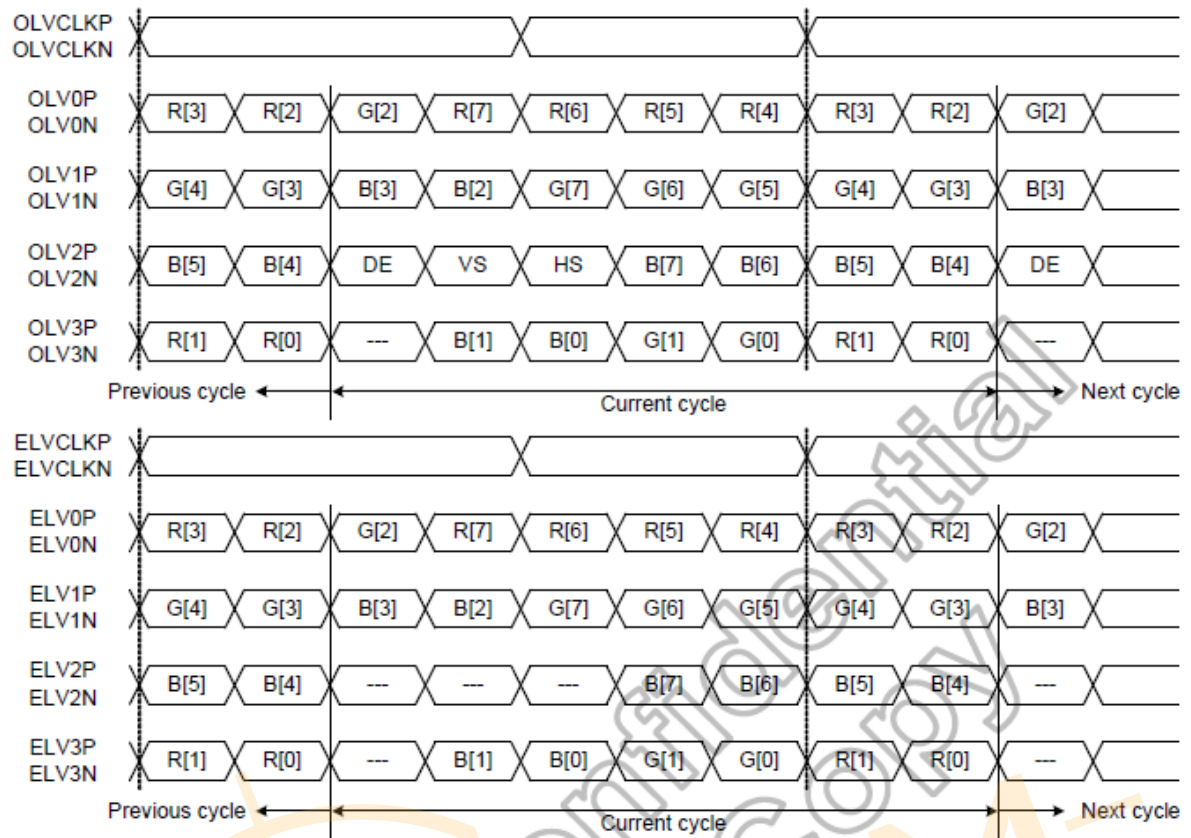 OLVCLKP
OLVCLKN
OLV0P
OLV0N
R[3] R[2] G[2] R[7] R[6] R[5] R[4] R[3] R[2] G[2]
OLV1P
OLV1N
G[4] G[3] B[3] B[2] G[7] G[6] G[5] G[4] G[3] B[3]
OLV2P
OLV2N
B[5] B[4] DE VS HS B[7] B[6] B[5] B[4] DE
OLV3P
OLV3N
R[1] R[0] --- B[1] B[0] G[1] G[0] R[1] R[0] ---
Previous cycle Current cycle Next cycle
ELVCLKP
ELVCLKN
ELV0P
ELV0N
R[3] R[2] G[2] R[7] R[6] R[5] R[4] R[3] R[2] G[2]
ELV1P
ELV1N
G[4] G[3] B[3] B[2] G[7] G[6] G[5] G[4] G[3] B[3]
ELV2P
ELV2N
B[5] B[4] --- --- --- B[7] B[6] B[5] B[4] ---
ELV3P
ELV3N
R[1] R[0] --- B[1] B[0] G[1] G[0] R[1] R[0] ---
Previous cycle Current cycle Next cycle
nfidential
Copy